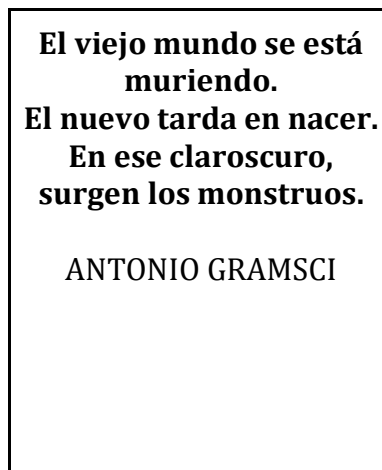 El viejo mundo se está
muriendo.
El nuevo tarda en nacer.
En ese claroscuro,
surgen los monstruos.
ANTONIO GRAMSCI